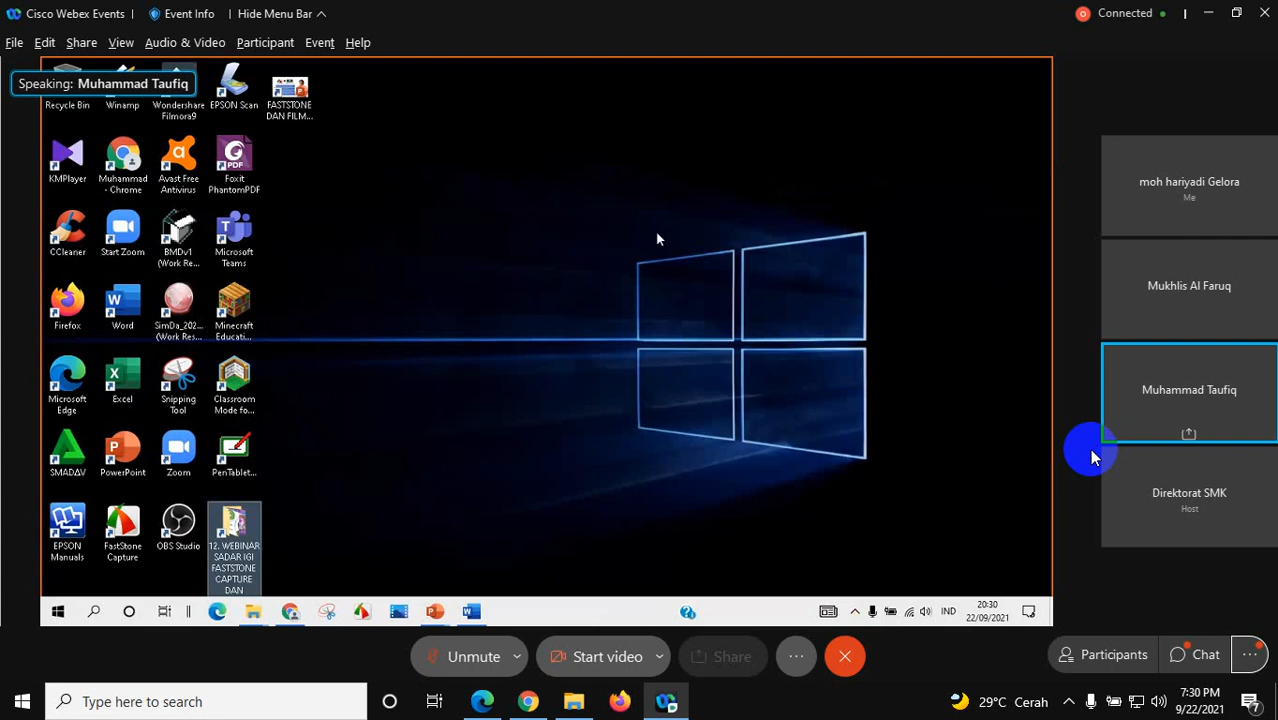 Cisco Webex Events
Event Info
Hide Menu Bar
Connected
File Edit Share View Audio & Video Participant Event Help
Speaking: Muhammad Taufiq
Recycle Bin
Winamp
Wondershare
Filmora9
EPSON Scan
FASTSTONE
DAN FILM...
KMPlayer
Muhammad
- Chrome
Avast Free
Antivirus
Foxit
PhantomPDF
CCleaner
Start Zoom
BMDv1
(Work Re...
Microsoft
Teams
Firefox
Word
SimDa_202...
(Work Res...
Minecraft
Educati...
Microsoft
Edge
Excel
Snipping
Tool
Classroom
Mode fo...
SMADAV
PowerPoint
Zoom
PenTablet...
EPSON
Manuals
FastStone
Capture
OBS Studio
12. WEBINAR
SADAR IGI
FASTSTONE
CAPTURE
DAN
PDF
moh hariyadi Gelora
Me
Mukhlis Al Faruq
Muhammad Taufiq
Direktorat SMK
Host
IND
20:30
22/09/2021
Unmute
Start video
Share
Participants
Chat
Type here to search
29°C Cerah
7:30 PM
9/22/2021
7